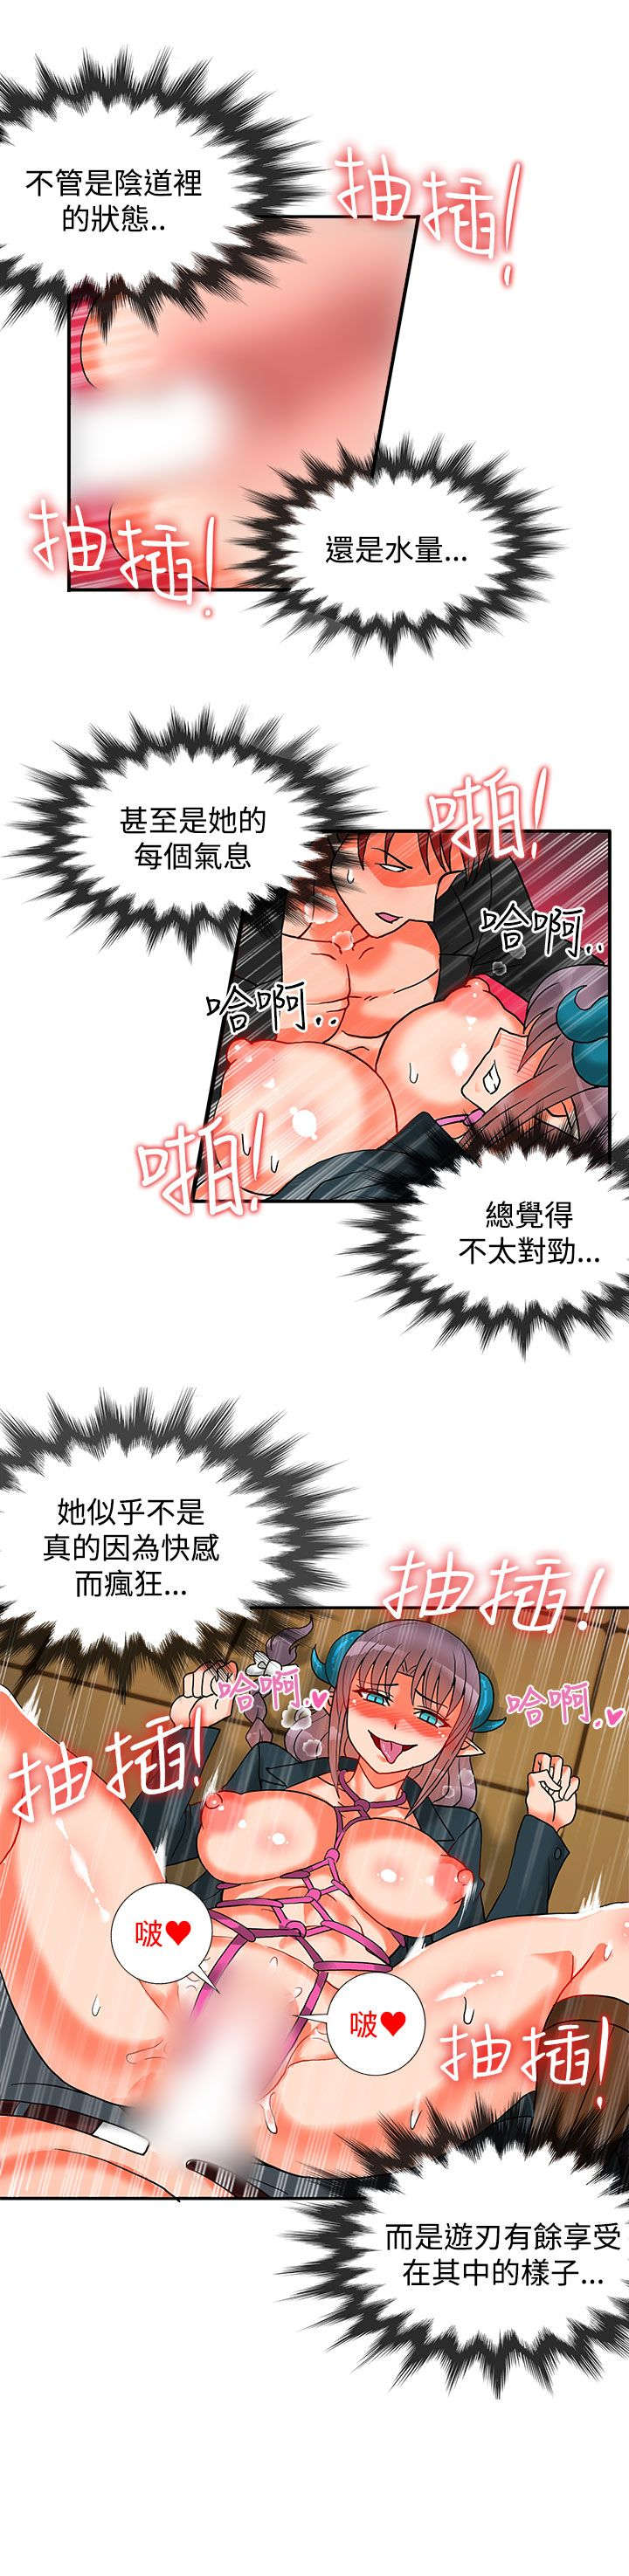 不管是陰道裡
的狀態..
抽插!
還是水量...
抽插!
甚至是她的
每個氣息
啪!
哈啊..
哈啊..
啪!
總覺得
不太對勁...
她似乎不是
真的因為快感
而瘋狂...
抽插!
哈啊.♥
哈啊.♥
抽插!
啵♥
啵♥
抽插!
而是遊刃有餘享受
在其中的樣子...